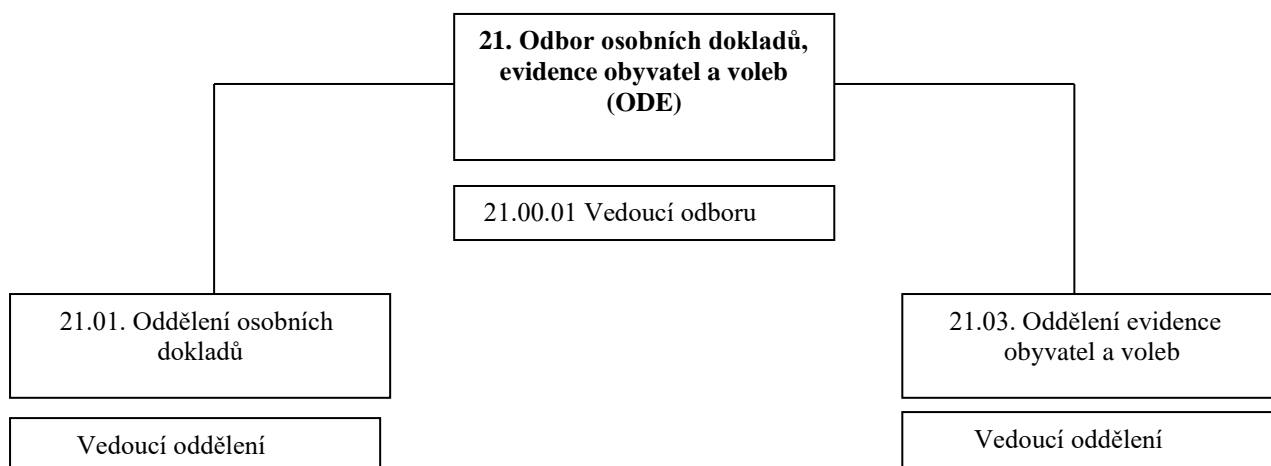 21. Odbor osobních dokladů,
evidence obyvatel a voleb
(ODE)
21.00.01 Vedoucí odboru
21.01. Oddělení osobních
dokladů
Vedoucí oddělení
21.03. Oddělení evidence
obyvatel a voleb
Vedoucí oddělení